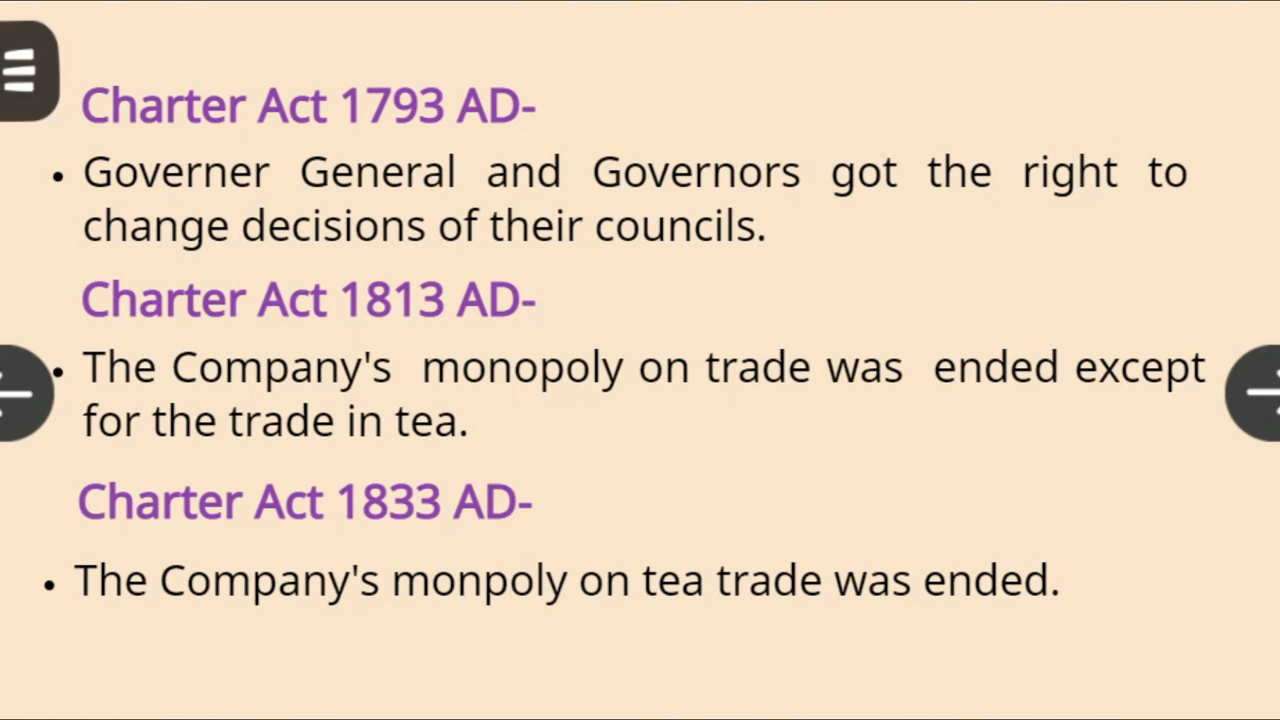 Charter Act 1793 AD-
• Governer General and Governors got the right to
change decisions of their councils.
Charter Act 1813 AD-
• The Company's monopoly on trade was ended except
for the trade in tea.
Charter Act 1833 AD-
• The Company's monpoly on tea trade was ended.